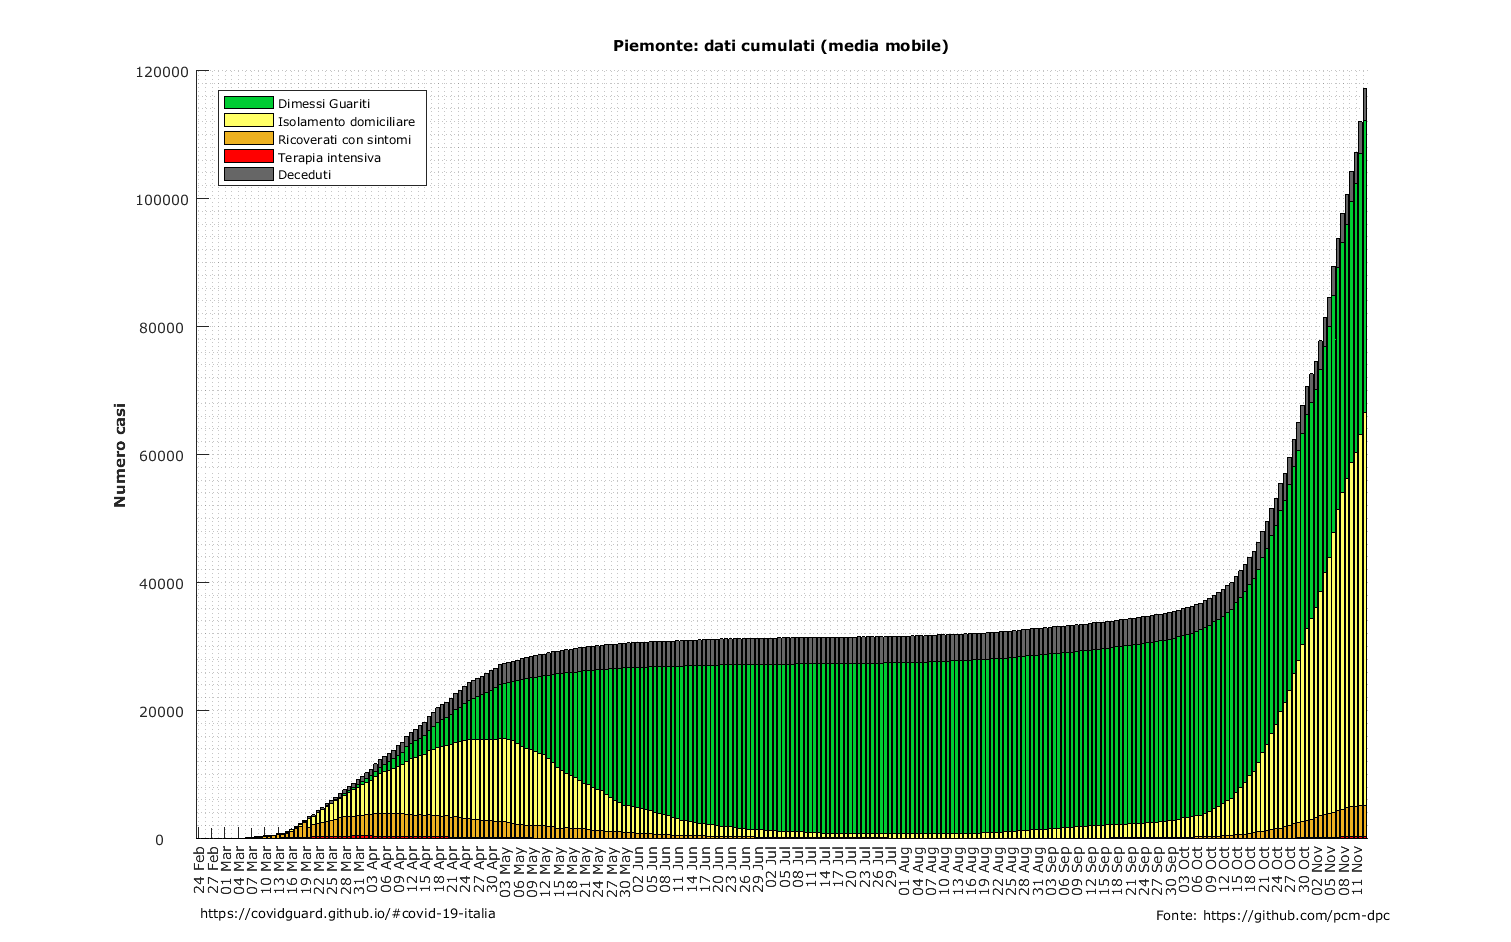 Piemonte: dati cumulati (media mobile)
120000
100000
80000
60000
40000
20000
0
Numero casi
Dimessi Guariti
Isolamento domiciliare
Ricoverati con sintomi
Terapia intensiva
Deceduti
24 Feb
27 Feb
01 Mar
04 Mar
07 Mar
10 Mar
13 Mar
16 Mar
19 Mar
22 Mar
25 Mar
28 Mar
31 Mar
03 Apr
06 Apr
09 Apr
12 Apr
15 Apr
18 Apr
21 Apr
24 Apr
27 Apr
30 Apr
03 May
06 May
09 May
12 May
15 May
18 May
21 May
24 May
27 May
30 May
02 Jun
05 Jun
08 Jun
11 Jun
14 Jun
17 Jun
20 Jun
23 Jun
26 Jun
29 Jun
02 Jul
05 Jul
08 Jul
11 Jul
14 Jul
17 Jul
20 Jul
23 Jul
26 Jul
29 Jul
01 Aug
04 Aug
07 Aug
10 Aug
13 Aug
16 Aug
19 Aug
22 Aug
25 Aug
28 Aug
31 Aug
03 Sep
06 Sep
09 Sep
12 Sep
15 Sep
18 Sep
21 Sep
24 Sep
27 Sep
30 Sep
03 Oct
06 Oct
09 Oct
12 Oct
15 Oct
18 Oct
21 Oct
24 Oct
27 Oct
30 Oct
02 Nov
05 Nov
08 Nov
11 Nov
https://covidguard.github.io/#covid-19-italia
Fonte: https://github.com/pcm-dpc